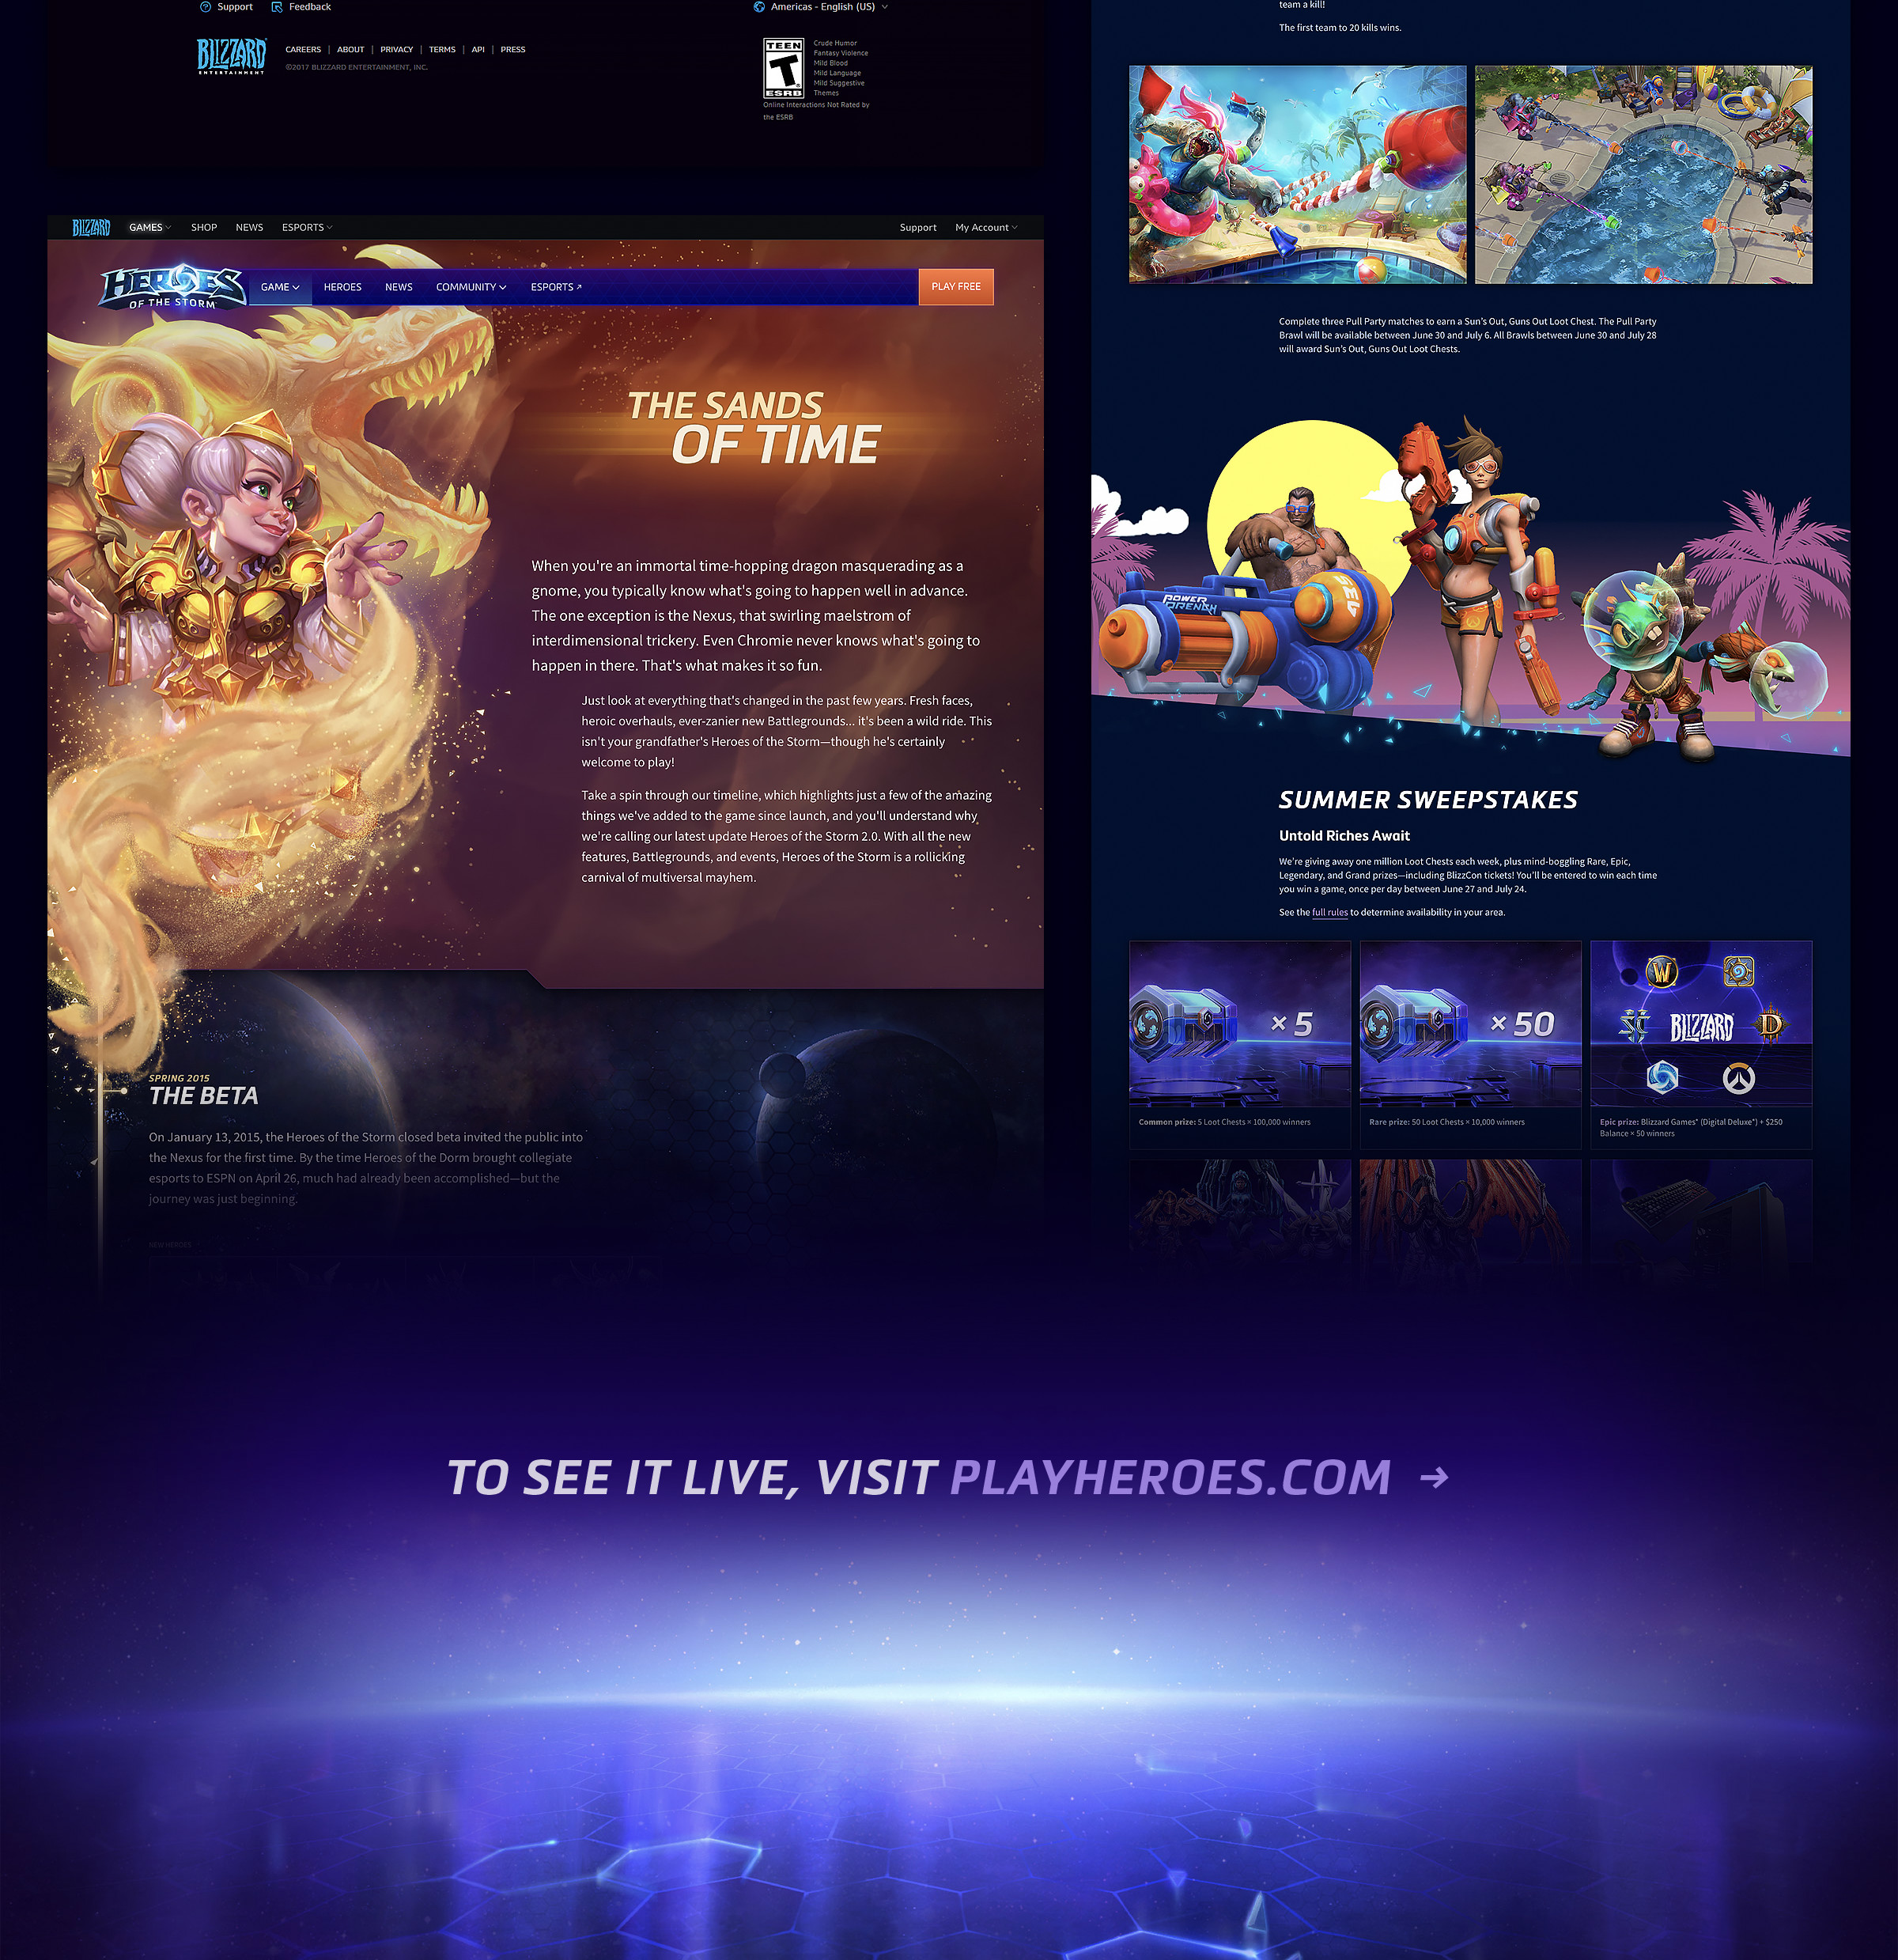 Support
Feedback
Americas - English (US)
BLIZZARD
ENTERTAINMENT
CAREERS | ABOUT | PRIVACY | TERMS | API | PRESS
©2017 BLIZZARD ENTERTAINMENT, INC.
TEEN
T
ESRB
Crude Humor
Fantasy Violence
Mild Blood
Mild Language
Mild Suggestive
Themes
Online Interactions Not Rated by
the ESRB
BLIZZARD
GAMES
SHOP
NEWS
ESPORTS
Support
My Account
HEROES
OF THE STORM
GAME
HEROES
NEWS
COMMUNITY
ESPORTS
PLAY FREE
THE SANDS
OF TIME
When you're an immortal time-hopping dragon masquerading as a
gnome, you typically know what's going to happen well in advance.
The one exception is the Nexus, that swirling maelstrom of
interdimensional trickery. Even Chromie never knows what's going to
happen in there. That's what makes it so fun.
Just look at everything that's changed in the past few years. Fresh faces,
heroic overhauls, ever-zanier new Battlegrounds... it's been a wild ride. This
isn't your grandfather's Heroes of the Storm—though he's certainly
welcome to play!
Take a spin through our timeline, which highlights just a few of the amazing
things we've added to the game since launch, and you'll understand why
we're calling our latest update Heroes of the Storm 2.0. With all the new
features, Battlegrounds, and events, Heroes of the Storm is a rollicking
carnival of multiversal mayhem.
SPRING 2015
THE BETA
On January 13, 2015, the Heroes of the Storm closed beta invited the public into
the Nexus for the first time. By the time Heroes of the Dorm brought collegiate
esports to ESPN on April 26, much had already been accomplished—but the
journey was just beginning.
NEW HEROES
team a kill!
The first team to 20 kills wins.
Complete three Pull Party matches to earn a Sun's Out, Guns Out Loot Chest. The Pull Party
Brawl will be available between June 30 and July 6. All Brawls between June 30 and July 28
will award Sun's Out, Guns Out Loot Chests.
POWER
DRENCH
SUMMER SWEEPSTAKES
Untold Riches Await
We're giving away one million Loot Chests each week, plus mind-boggling Rare, Epic,
Legendary, and Grand prizes—including BlizzCon tickets! You'll be entered to win each time
you win a game, once per day between June 27 and July 24.
See the full rules to determine availability in your area.
× 5
× 50
W
BLIZZARD
D
Common prize: 5 Loot Chests × 100,000 winners
Rare prize: 50 Loot Chests × 10,000 winners
Epic prize: Blizzard Games* (Digital Deluxe*) + $250
Balance × 50 winners
TO SEE IT LIVE, VISIT PLAYHEROES.COM →